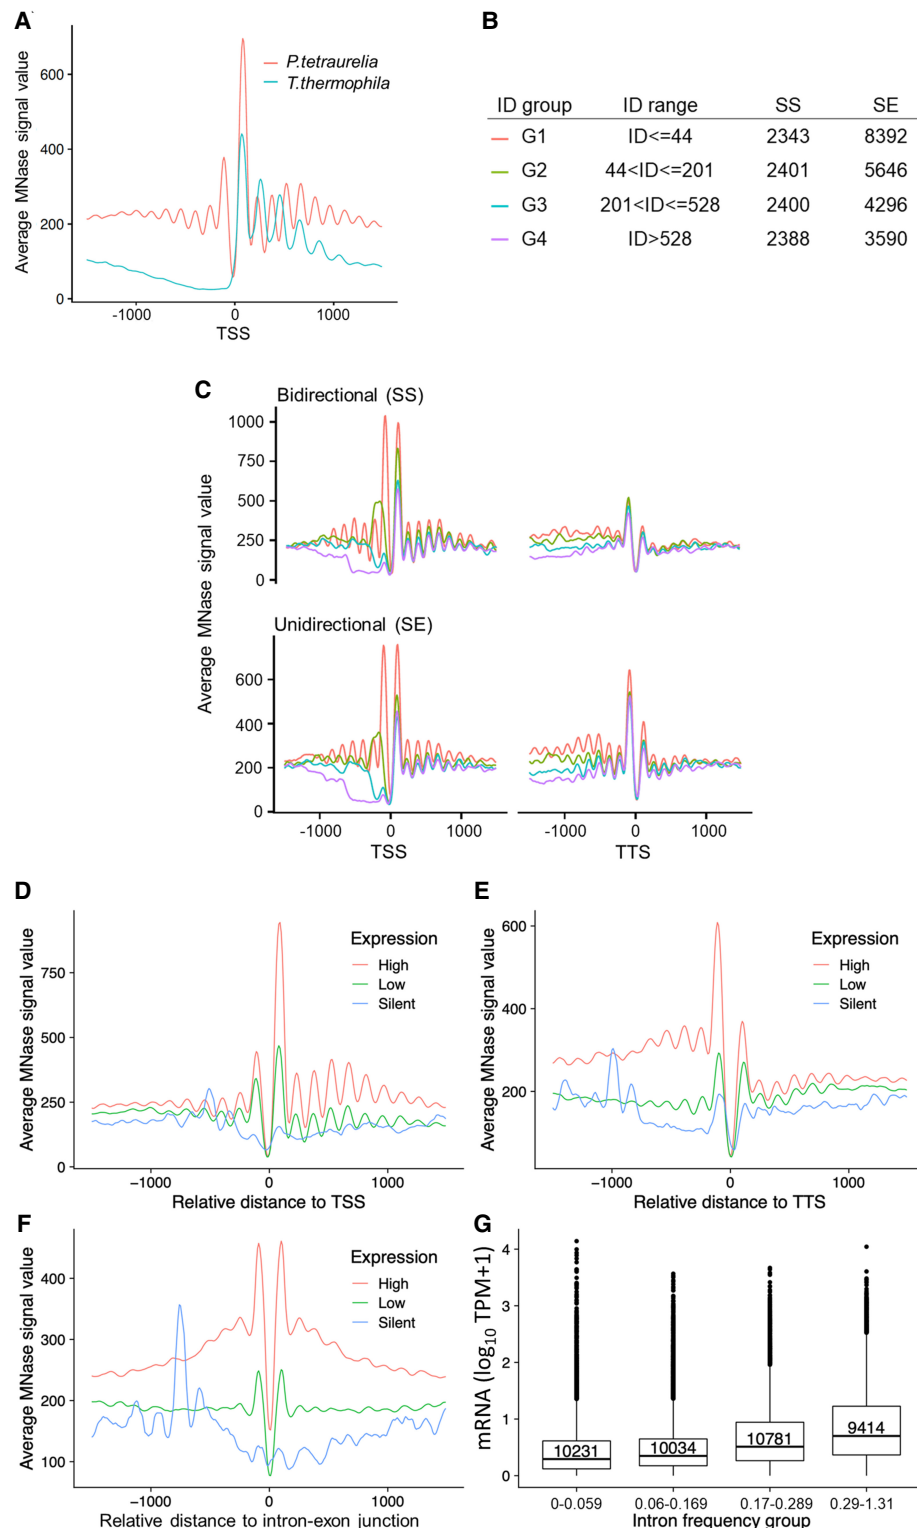 A
Average MNase signal value
600
400
200
0
-1000
0
1000
TSS
P.tetraurelia
T.thermophila
B
ID group ID range SS SE
G1 ID<=44 2343 8392
G2 44<ID<=201 2401 5646
G3 201<ID<=528 2400 4296
G4 ID>528 2388 3590
C
Average MNase signal value
Bidirectional (SS)
1000
750
500
250
0
Unidirectional (SE)
600
400
200
0
-1000 0 1000
TSS
-1000 0 1000
TTS
D
Average MNase signal value
750
500
250
0
Expression
High
Low
Silent
−1000 0 1000
Relative distance to TSS
E
Average MNase signal value
600
400
200
Expression
High
Low
Silent
−1000 0 1000
Relative distance to TTS
F
Average MNase signal value
400
300
200
100
Expression
High
Low
Silent
−1000 0 1000
Relative distance to intron-exon junction
G
mRNA (log10 TPM+1)
4
3
2
1
0
10231 10034 10781 9414
0-0.059 0.06-0.169 0.17-0.289 0.29-1.31
Intron frequency group